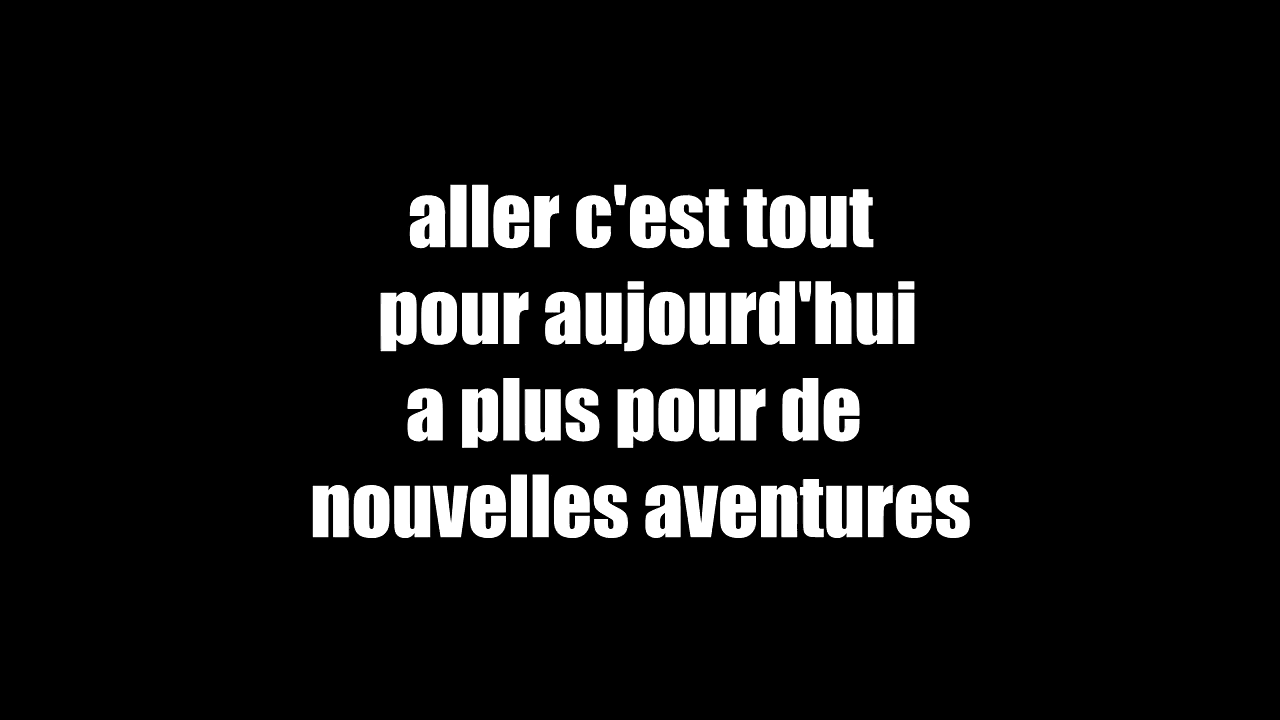 aller c'est tout
pour aujourd'hui
a plus pour de
nouvelles aventures